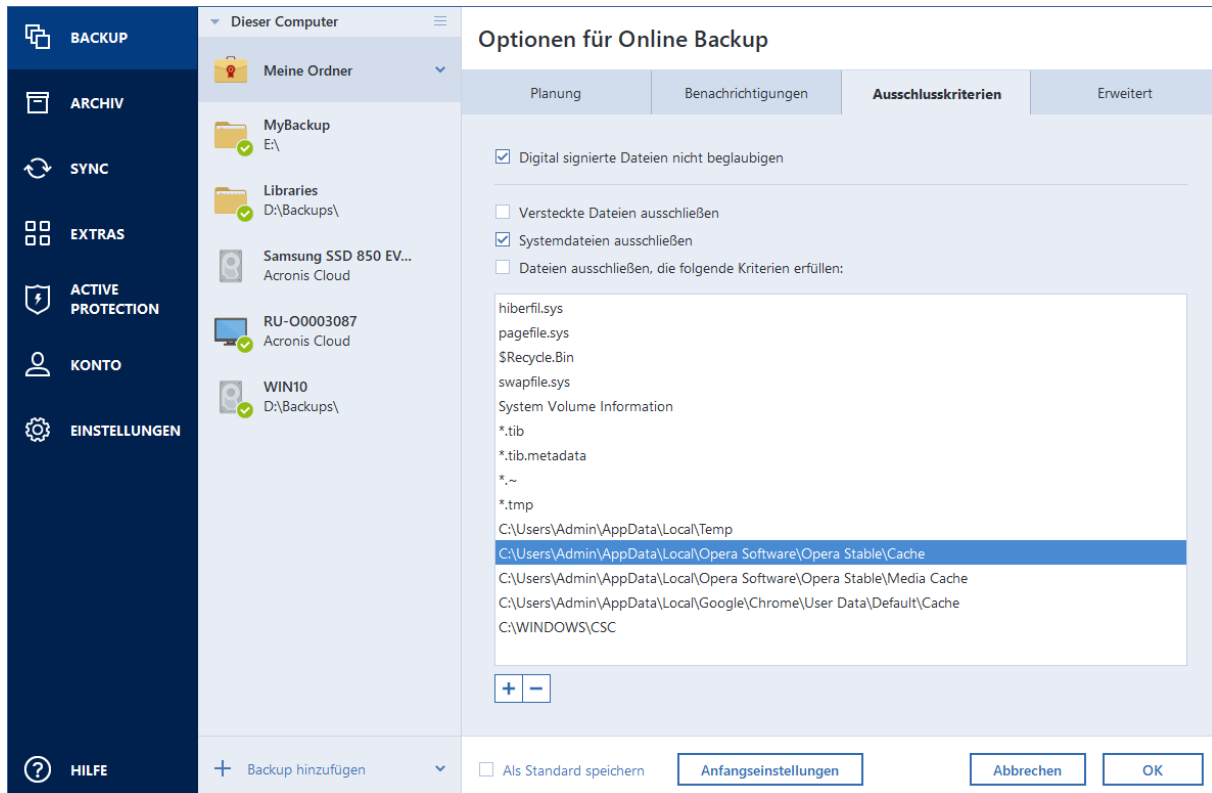 BACKUP
ARCHIV
SYNC
EXTRAS
ACTIVE
PROTECTION
KONTO
EINSTELLUNGEN
HILFE
Dieser Computer
Meine Ordner
MyBackup
E:\
Libraries
D:\Backups\
Samsung SSD 850 EV...
Acronis Cloud
RU-O0003087
Acronis Cloud
WIN10
D:\Backups\
Backup hinzufügen
Optionen für Online Backup
Planung
Benachrichtigungen
Ausschlusskriterien
Erweitert
Digital signierte Dateien nicht beglaubigen
Versteckte Dateien ausschließen
Systemdateien ausschließen
Dateien ausschließen, die folgende Kriterien erfüllen:
hiberfil.sys
pagefile.sys
$Recycle.Bin
swapfile.sys
System Volume Information
*.tib
*.tib.metadata
*.~
*.tmp
C:\Users\Admin\AppData\Local\Temp
C:\Users\Admin\AppData\Local\Opera Software\Opera Stable\Cache
C:\Users\Admin\AppData\Local\Opera Software\Opera Stable\Media Cache
C:\Users\Admin\AppData\Local\Google\Chrome\User Data\Default\Cache
C:\WINDOWS\CSC
Als Standard speichern
Anfangseinstellungen
Abbrechen
OK